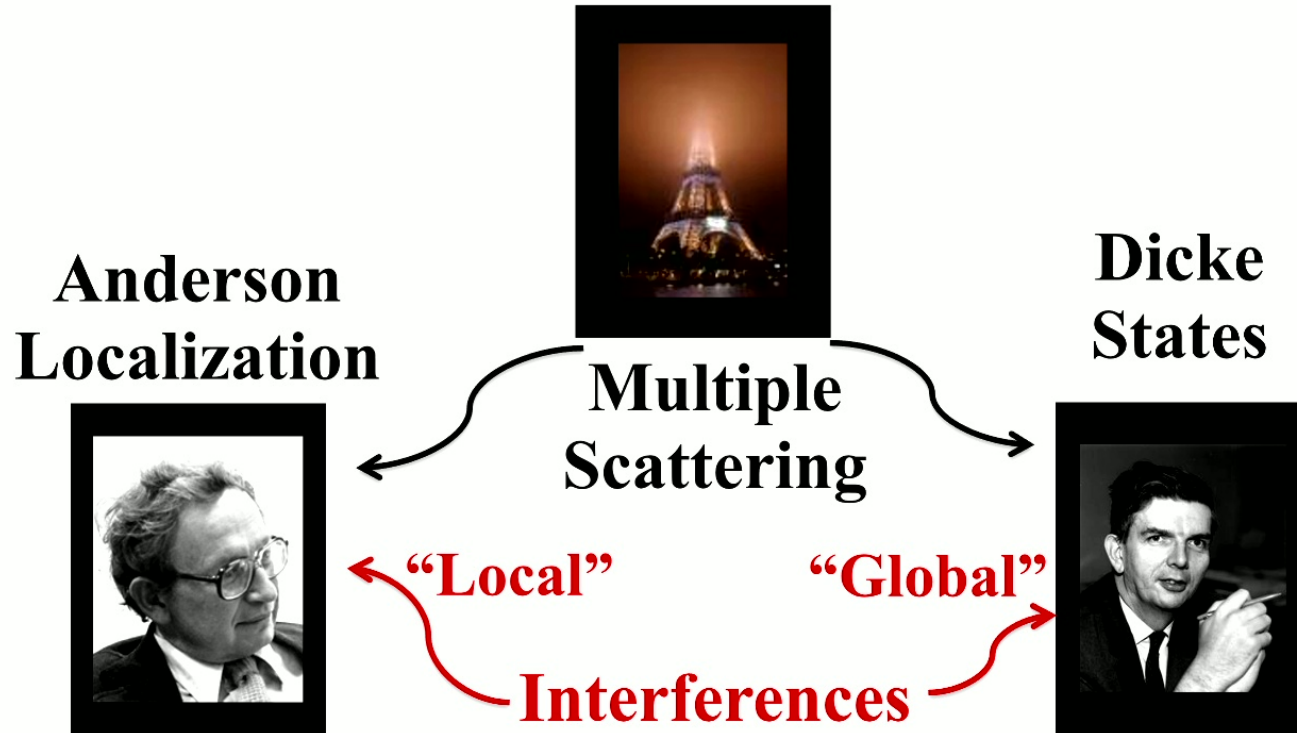 Anderson
Localization
Multiple
Scattering
Dicke
States
“Local”
“Global”
Interferences